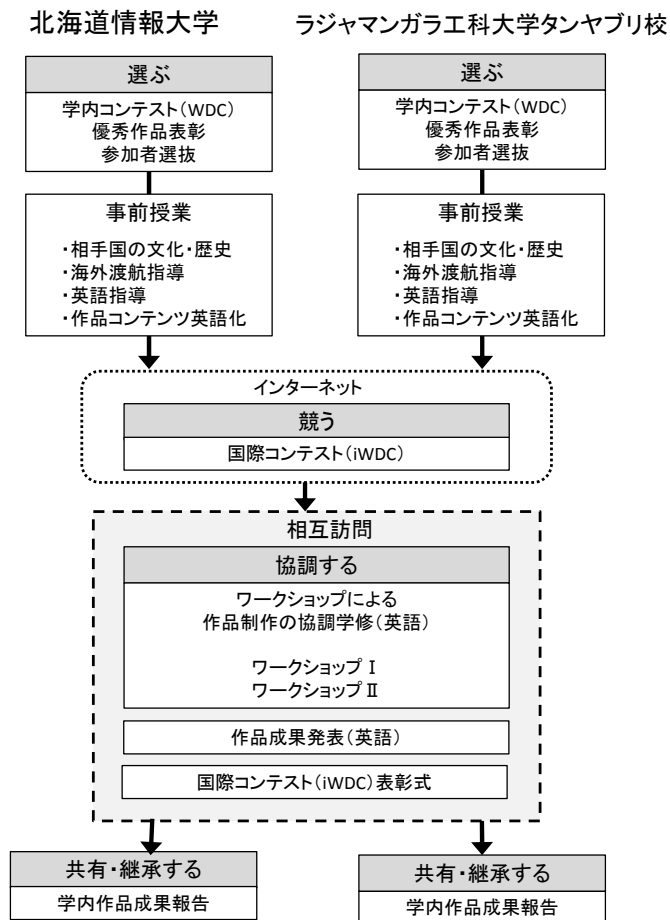 北海道情報大学
ラジャマンガラ工科大学タンヤブリ校
選ぶ
学内コンテスト(WDC)
優秀作品表彰
参加者選抜
選ぶ
学内コンテスト(WDC)
優秀作品表彰
参加者選抜
事前授業
・相手国の文化・歴史
・海外渡航指導
・英語指導
・作品コンテンツ英語化
事前授業
・相手国の文化・歴史
・海外渡航指導
・英語指導
・作品コンテンツ英語化
インターネット
競う
国際コンテスト(iWDC)
相互訪問
協調する
ワークショップによる
作品制作の協調学修(英語)
ワークショップⅠ
ワークショップⅡ
作品成果発表(英語)
国際コンテスト(iWDC)表彰式
共有・継承する
学内作品成果報告
共有・継承する
学内作品成果報告